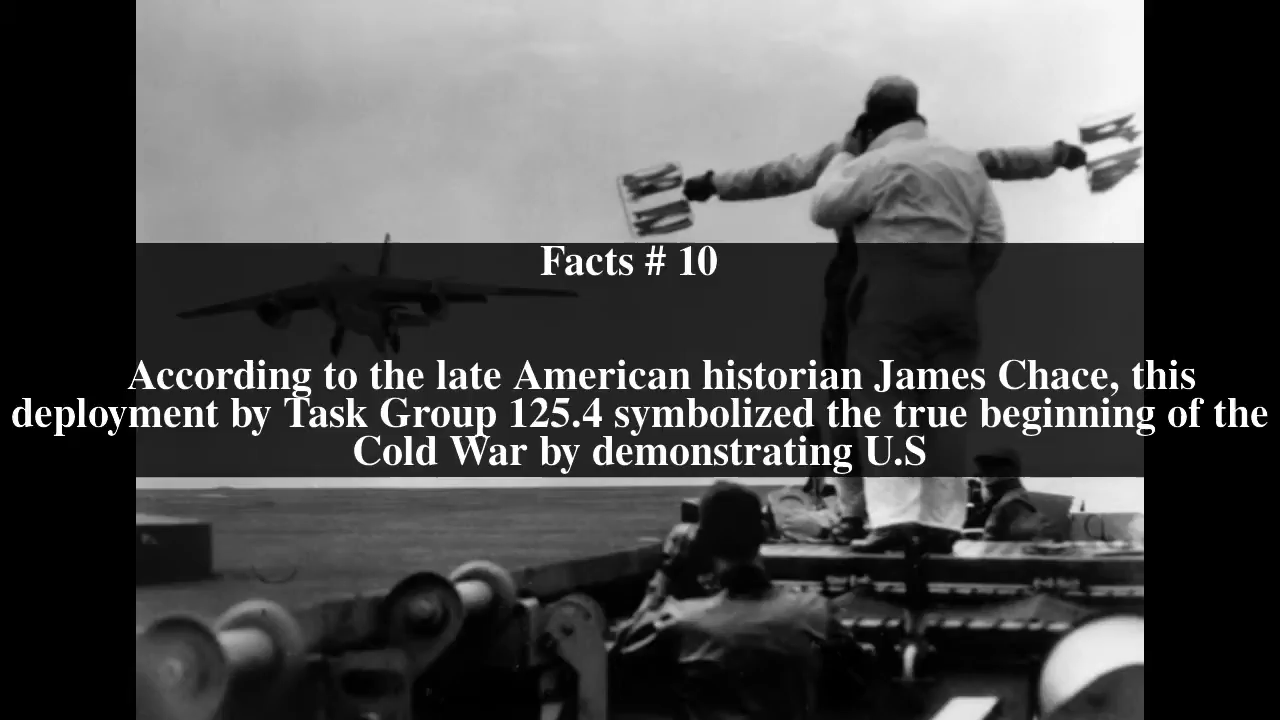 Facts # 10
According to the late American historian James Chace, this
deployment by Task Group 125.4 symbolized the true beginning of the
Cold War by demonstrating U.S